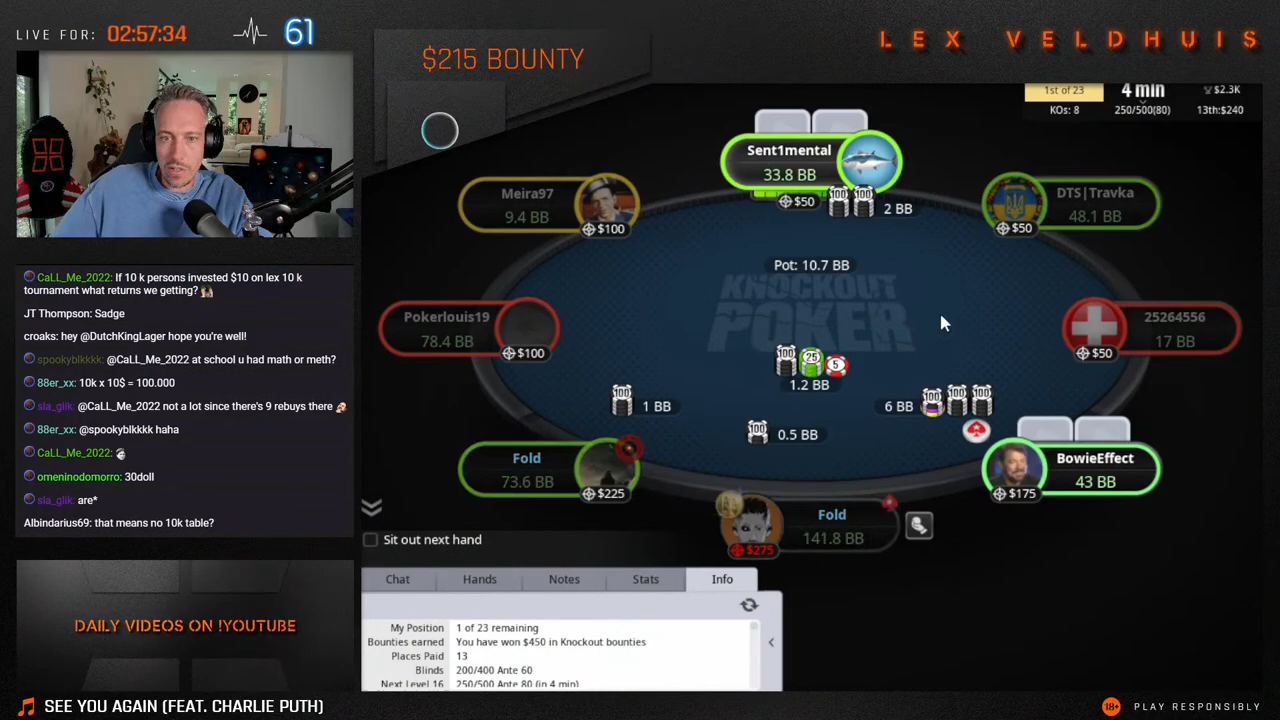 LIVE FOR: 02:57:34 61
$215 BOUNTY
LEX VELDHUIS
1st of 23
KOs: 8
4 min
250/500(80)
$2.3K
13th:$240
Sent1mental
33.8 BB
$50
2 BB
Meira97
9.4 BB
$100
DTS|Travka
48.1 BB
$50
Pot: 10.7 BB
KNOCKOUT
POKER
Pokerlouis19
78.4 BB
$100
25264556
17 BB
$50
100 25 5
1.2 BB
100
1 BB
6 BB
100
0.5 BB
Fold
73.6 BB
$225
BowieEffect
43 BB
$175
Fold
141.8 BB
$275
Sit out next hand
Chat Hands Notes Stats Info
My Position 1 of 23 remaining
Bounties earned You have won $450 in Knockout bounties
Places Paid 13
Blinds 200/400 Ante 60
Next Level 16 250/500 Ante 80 (in 4 min)
CaLL_Me_2022: If 10 k persons invested $10 on lex 10 k
tournament what returns we getting?
JT Thompson: Sadge
croaks: hey @DutchKingLager hope you're well!
spookyblkkkk: @CaLL_Me_2022 at school u had math or meth?
88er_xx: 10k x 10$ = 100.000
sla_glik: @CaLL_Me_2022 not a lot since there's 9 rebuys there
88er_xx: @spookyblkkkk haha
CaLL_Me_2022:
omeninodomorro: 30doll
sla_glik: are*
Albindarius69: that means no 10k table?
DAILY VIDEOS ON !YOUTUBE
SEE YOU AGAIN (FEAT. CHARLIE PUTH)
18+ PLAY RESPONSIBLY